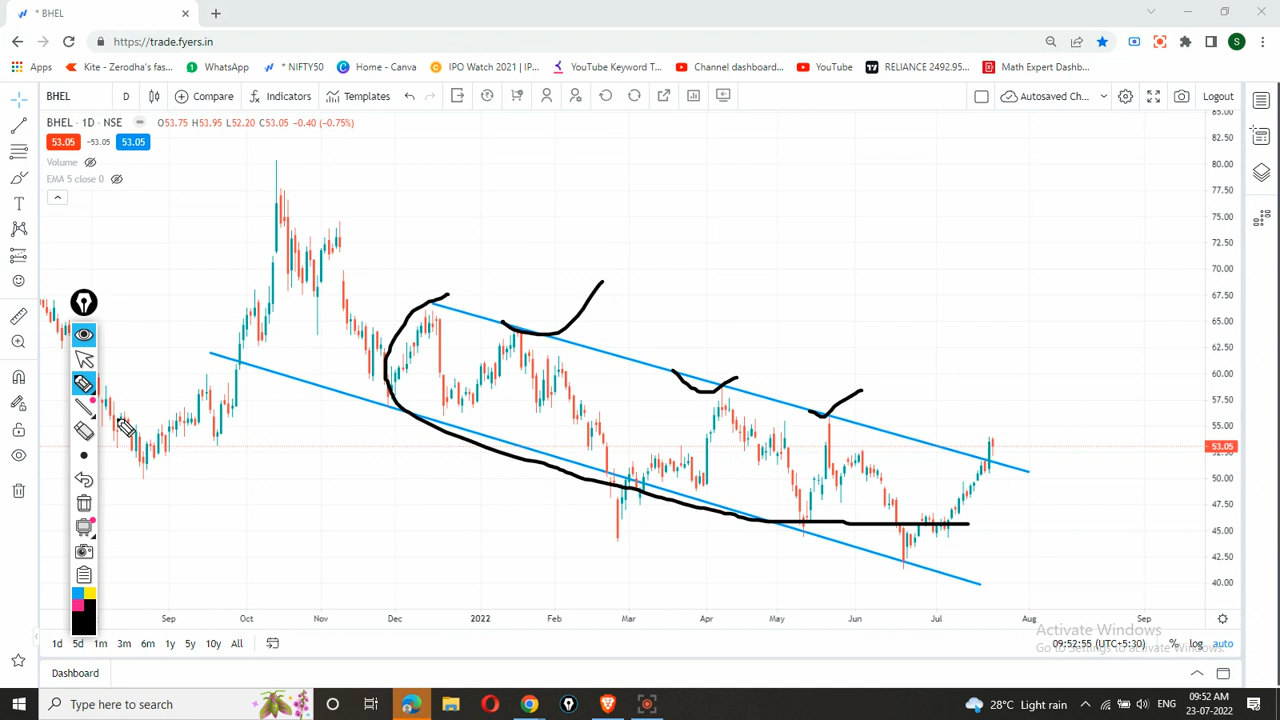 * BHEL
https://trade.fyers.in
Apps
Kite - Zerodha's fas...
WhatsApp
* NIFTY50
Home - Canva
IPO Watch 2021 | IP...
YouTube Keyword T...
Channel dashboard...
YouTube
RELIANCE 2492.95...
Math Expert Dashb...
S
BHEL
D
Compare
Indicators
Templates
Autosaved Ch...
Logout
BHEL · 1D · NSE
O53.75 H53.95 L52.20 C53.05 −0.40 (−0.75%)
53.05
−53.05
53.05
Volume
EMA 5 close 0
85.00
82.50
80.00
77.50
75.00
72.50
70.00
67.50
65.00
62.50
60.00
57.50
55.00
53.05
52.50
50.00
47.50
45.00
42.50
40.00
Sep
Oct
Nov
Dec
2022
Feb
Mar
Apr
May
Jun
Jul
Aug
Sep
1d
5d
1m
3m
6m
1y
5y
10y
All
Activate Windows
Go to Settings to activate Windows.
09:52:55 (UTC+5:30)
%
log
auto
Dashboard
Type here to search
28°C Light rain
ENG
09:52 AM
23-07-2022